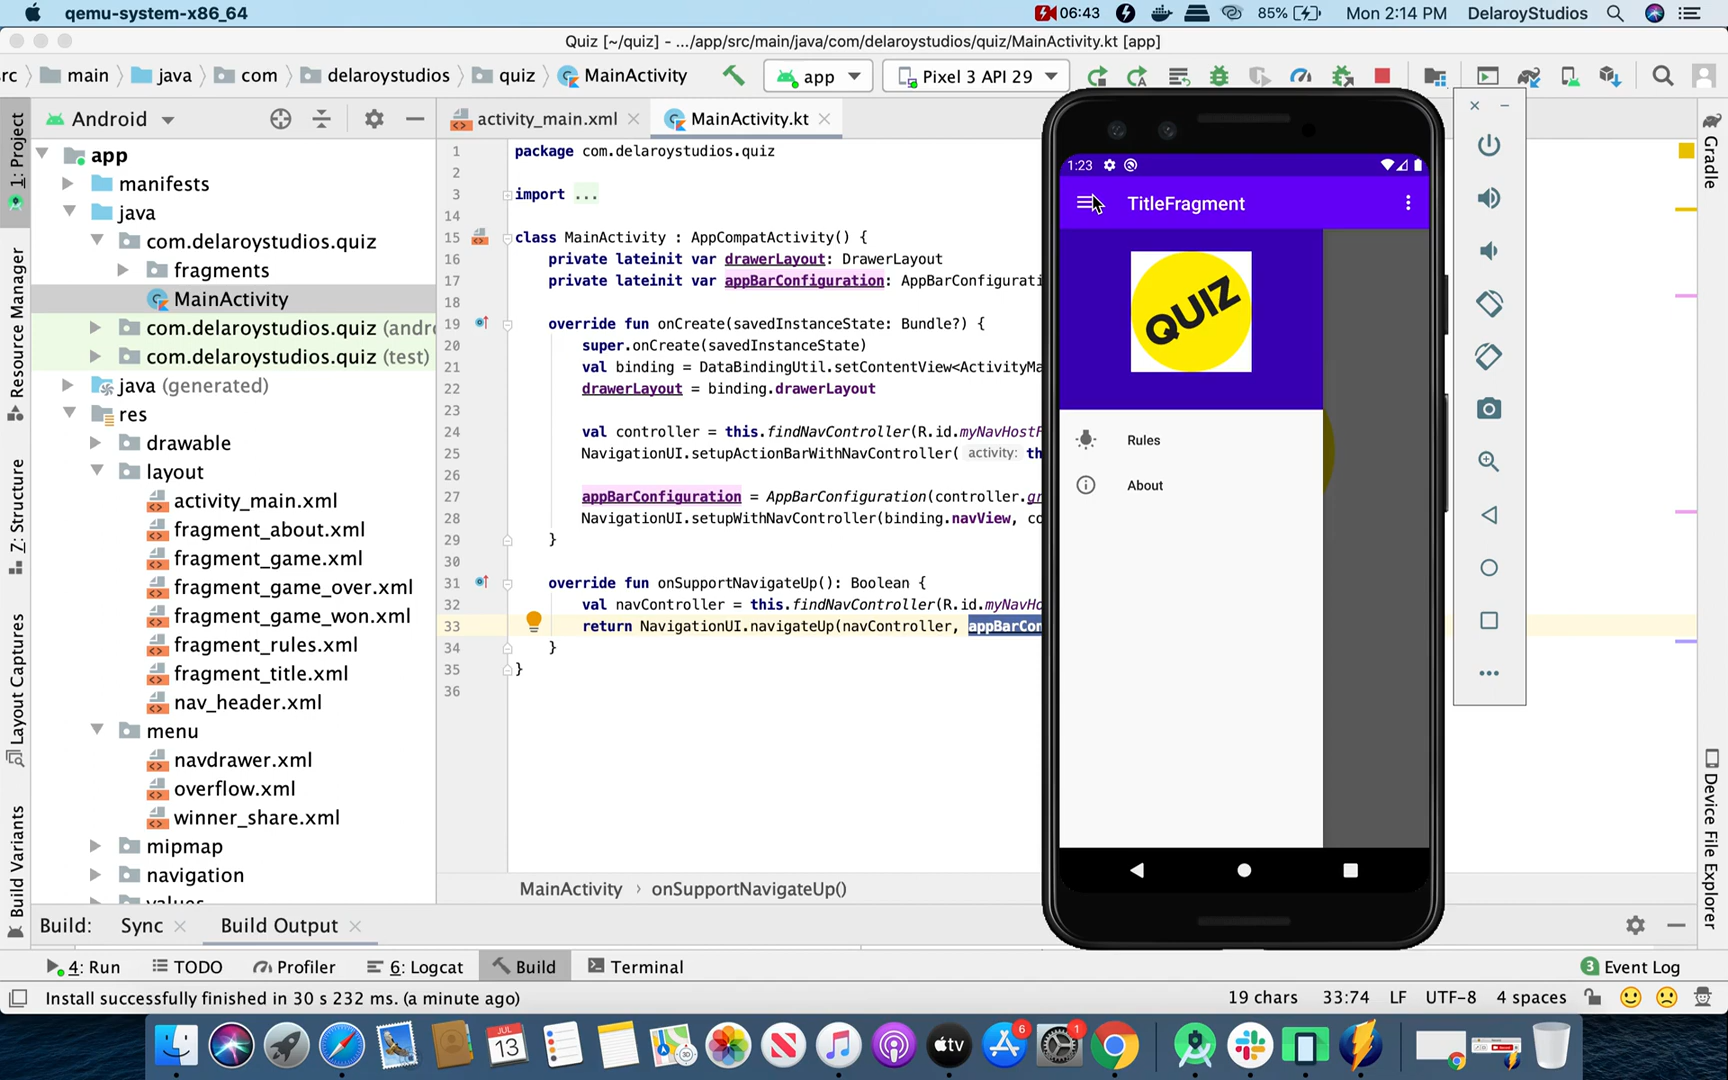 qemu-system-x86_64
06:43
85%
Mon 2:14 PM
DelaroyStudios
Quiz [~/quiz] - .../app/src/main/java/com/delaroystudios/quiz/MainActivity.kt [app]
rc
main
java
com
delaroystudios
quiz
MainActivity
app
Pixel 3 API 29
Android
activity_main.xml
MainActivity.kt
1: Project
Resource Manager
Z: Structure
Layout Captures
Build Variants
app
manifests
java
com.delaroystudios.quiz
fragments
MainActivity
com.delaroystudios.quiz (andro
com.delaroystudios.quiz (test)
java (generated)
res
drawable
layout
activity_main.xml
fragment_about.xml
fragment_game.xml
fragment_game_over.xml
fragment_game_won.xml
fragment_rules.xml
fragment_title.xml
nav_header.xml
menu
navdrawer.xml
overflow.xml
winner_share.xml
mipmap
navigation
values
1 package com.delaroystudios.quiz
2
3 import ...
14
15 class MainActivity : AppCompatActivity() {
16 private lateinit var drawerLayout: DrawerLayout
17 private lateinit var appBarConfiguration: AppBarConfigurati
18
19 override fun onCreate(savedInstanceState: Bundle?) {
20 super.onCreate(savedInstanceState)
21 val binding = DataBindingUtil.setContentView<ActivityMa
22 drawerLayout = binding.drawerLayout
23
24 val controller = this.findNavController(R.id.myNavHostF
25 NavigationUI.setupActionBarWithNavController( activity: th
26
27 appBarConfiguration = AppBarConfiguration(controller.gr
28 NavigationUI.setupWithNavController(binding.navView, co
29 }
30
31 override fun onSupportNavigateUp(): Boolean {
32 val navController = this.findNavController(R.id.myNavHo
33 return NavigationUI.navigateUp(navController, appBarCon
34 }
35 }
36
MainActivity › onSupportNavigateUp()
1:23
TitleFragment
QUIZ
Rules
About
Gradle
Device File Explorer
Build:
Sync
Build Output
4: Run
TODO
Profiler
6: Logcat
Build
Terminal
3 Event Log
Install successfully finished in 30 s 232 ms. (a minute ago)
19 chars
33:74
LF
UTF-8
4 spaces
JUL
13
tv
6
1